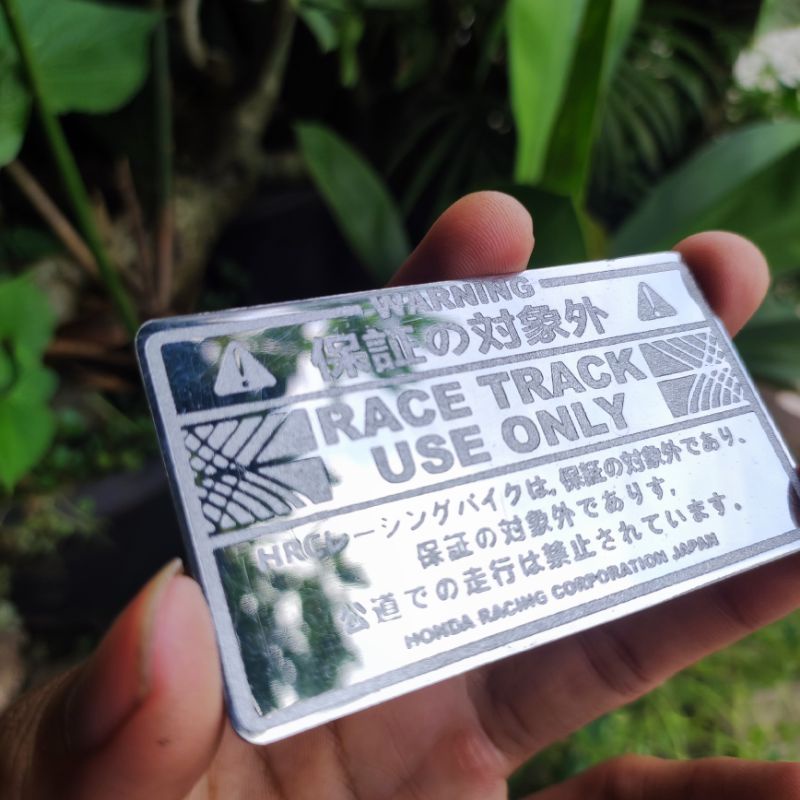 WARNING
保証の対象外
RACE TRACK
USE ONLY
HRCレーシングバイクは、保証の対象外であり、
保証の対象外でありす、
公道での走行は禁止されています。
HONDA RACING CORPORATION JAPAN